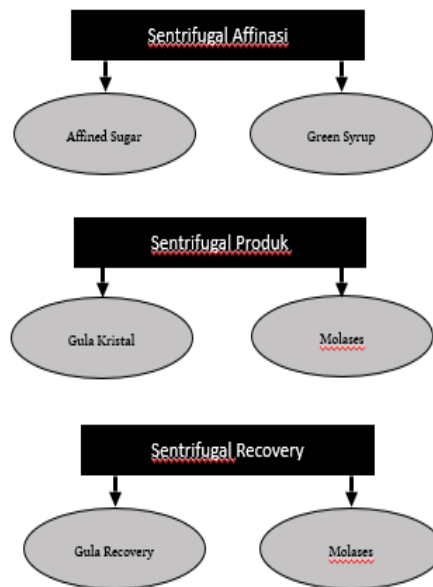 Sentrifugal Affinasi
Affined Sugar
Green Syrup
Sentrifugal Produk
Gula Kristal
Molases
Sentrifugal Recovery
Gula Recovery
Molases